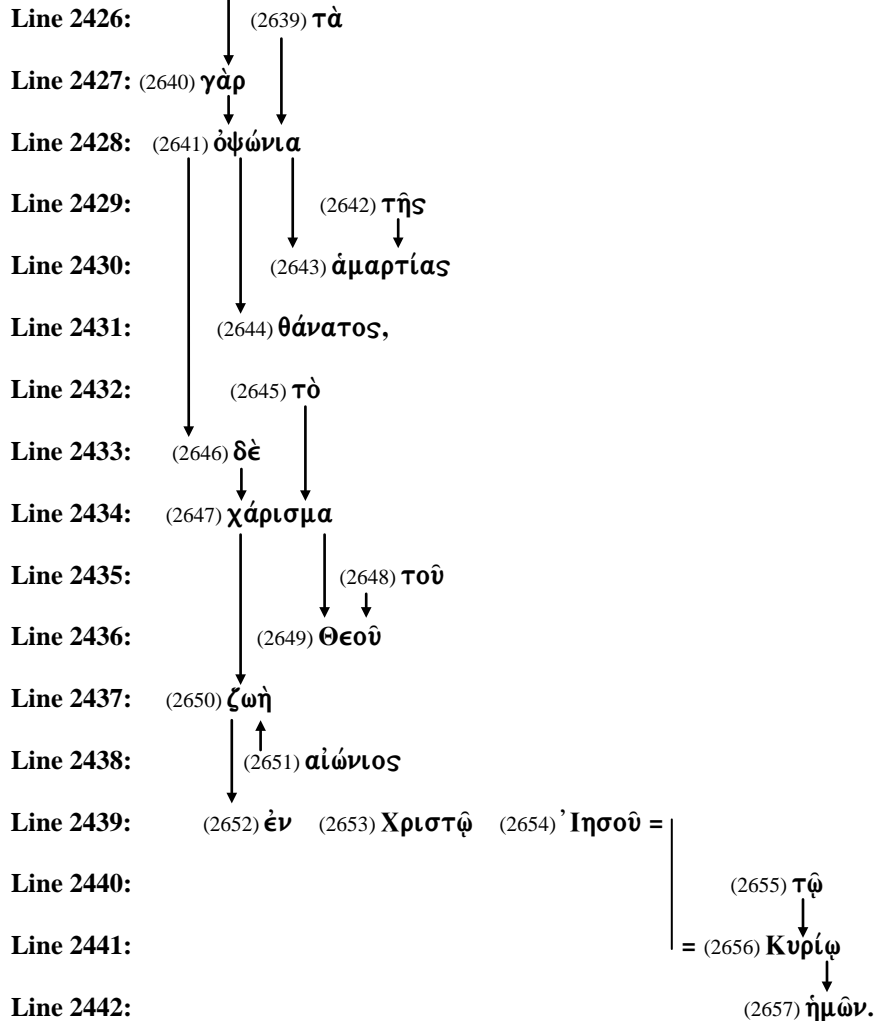 Line 2426: (2639) τὰ
Line 2427: (2640) γὰρ
Line 2428: (2641) ὀψώνια
Line 2429: (2642) τῆς
Line 2430: (2643) ἁμαρτίας
Line 2431: (2644) θάνατος,
Line 2432: (2645) τὸ
Line 2433: (2646) δὲ
Line 2434: (2647) χάρισμα
Line 2435: (2648) τοῦ
Line 2436: (2649) Θεοῦ
Line 2437: (2650) ζωὴ
Line 2438: (2651) αἰώνιος
Line 2439: (2652) ἐν (2653) Χριστῷ (2654) Ἰησοῦ =
Line 2440: (2655) τῷ
Line 2441: = (2656) Κυρίῳ
Line 2442: (2657) ἡμῶν.